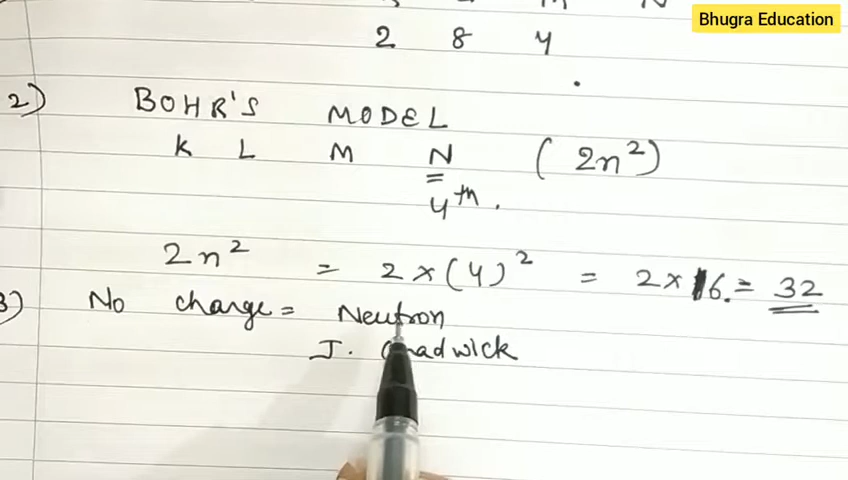 Bhugra Education
2 8 4
2) BOHR'S MODEL
K L M N (2n²)
4th.
2n² = 2×(4)² = 2×16 = 32
3) No charge = Neutron
J. Chadwick